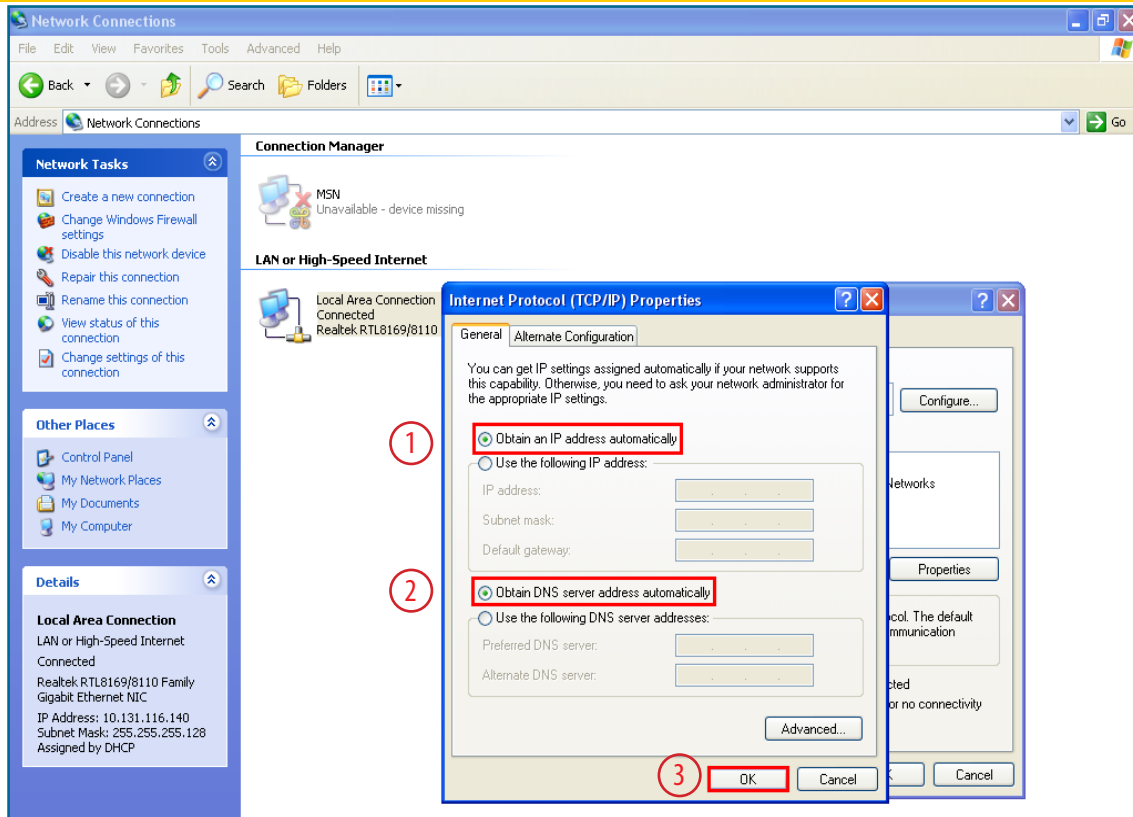 Network Connections
File Edit View Favorites Tools Advanced Help
Back Search Folders
Address Network Connections Go
Network Tasks
Create a new connection
Change Windows Firewall
settings
Disable this network device
Repair this connection
Rename this connection
View status of this
connection
Change settings of this
connection
Other Places
Control Panel
My Network Places
My Documents
My Computer
Details
Local Area Connection
LAN or High-Speed Internet
Connected
Realtek RTL8169/8110 Family
Gigabit Ethernet NIC
IP Address: 10.131.116.140
Subnet Mask: 255.255.255.128
Assigned by DHCP
Connection Manager
MSN
Unavailable - device missing
LAN or High-Speed Internet
Local Area Connection
Connected
Realtek RTL8169/8110
Internet Protocol (TCP/IP) Properties
General Alternate Configuration
You can get IP settings assigned automatically if your network supports
this capability. Otherwise, you need to ask your network administrator for
the appropriate IP settings.
1 Obtain an IP address automatically
Use the following IP address:
IP address:
Subnet mask:
Default gateway:
2 Obtain DNS server address automatically
Use the following DNS server addresses:
Preferred DNS server:
Alternate DNS server:
Advanced...
3 OK Cancel
Configure...
Networks
Properties
col. The default
mmunication
cted
or no connectivity
Cancel